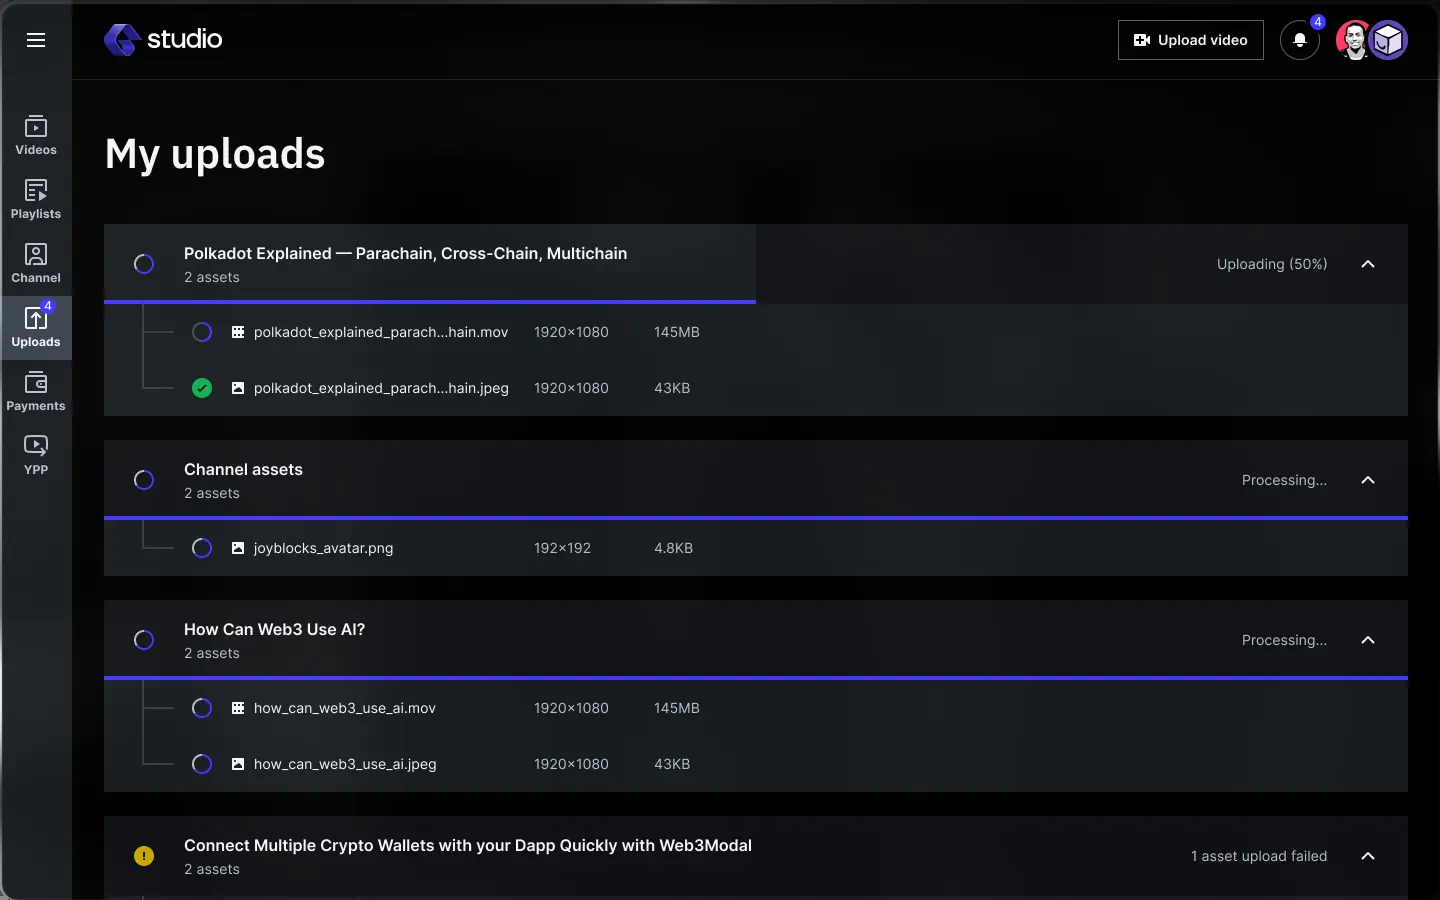 studio
Upload video
4
Videos
Playlists
Channel
4
Uploads
Payments
YPP
My uploads
Polkadot Explained — Parachain, Cross-Chain, Multichain
2 assets
Uploading (50%)
polkadot_explained_parach...hain.mov 1920×1080 145MB
polkadot_explained_parach...hain.jpeg 1920×1080 43KB
Channel assets
2 assets
Processing...
joyblocks_avatar.png 192×192 4.8KB
How Can Web3 Use AI?
2 assets
Processing...
how_can_web3_use_ai.mov 1920×1080 145MB
how_can_web3_use_ai.jpeg 1920×1080 43KB
Connect Multiple Crypto Wallets with your Dapp Quickly with Web3Modal
2 assets
1 asset upload failed